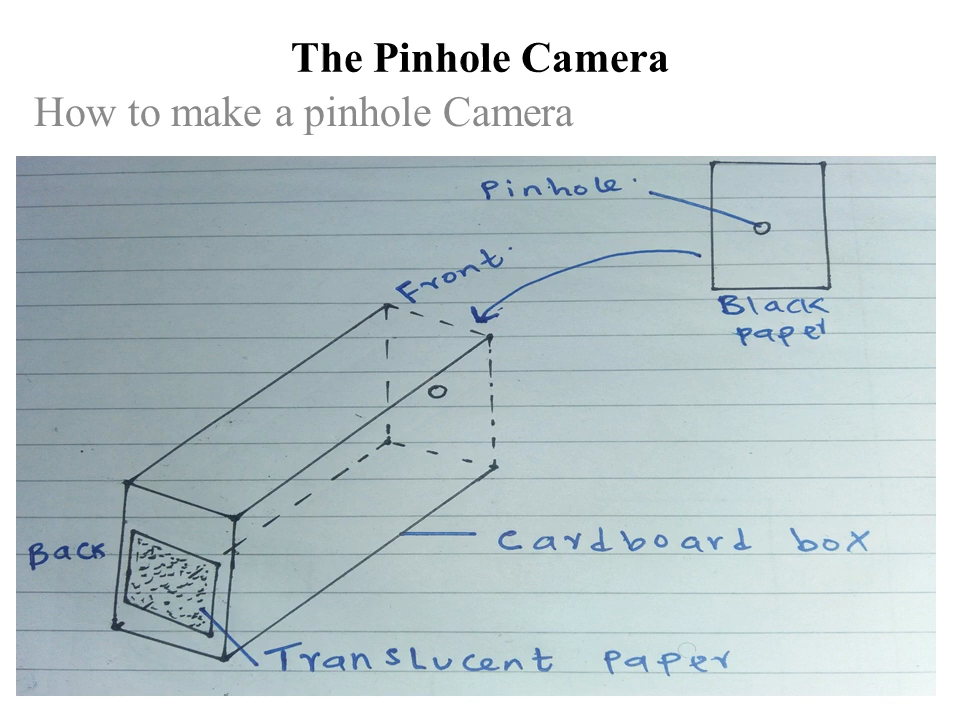 The Pinhole Camera
How to make a pinhole Camera
Pinhole.
Front.
Black
paper
Back
Cardboard box
Translucent paper